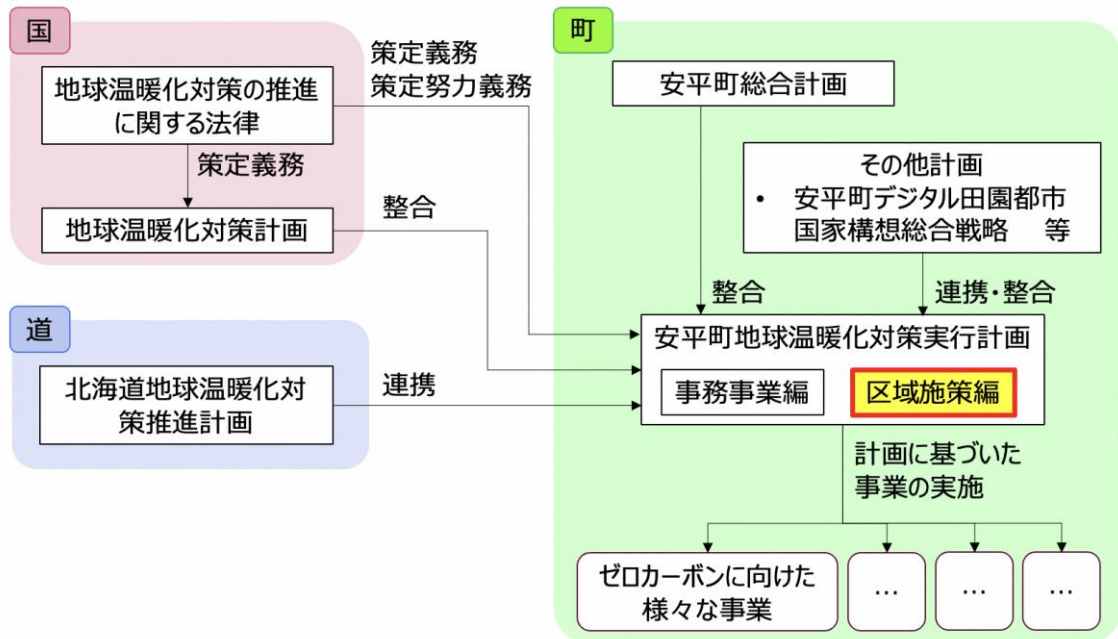 国
地球温暖化対策の推進
に関する法律
策定義務
地球温暖化対策計画
策定義務
策定努力義務
整合
道
北海道地球温暖化対
策推進計画
連携
町
安平町総合計画
その他計画
• 安平町デジタル田園都市
国家構想総合戦略 等
整合
連携・整合
安平町地球温暖化対策実行計画
事務事業編
区域施策編
計画に基づいた
事業の実施
ゼロカーボンに向けた
様々な事業
…
…
…